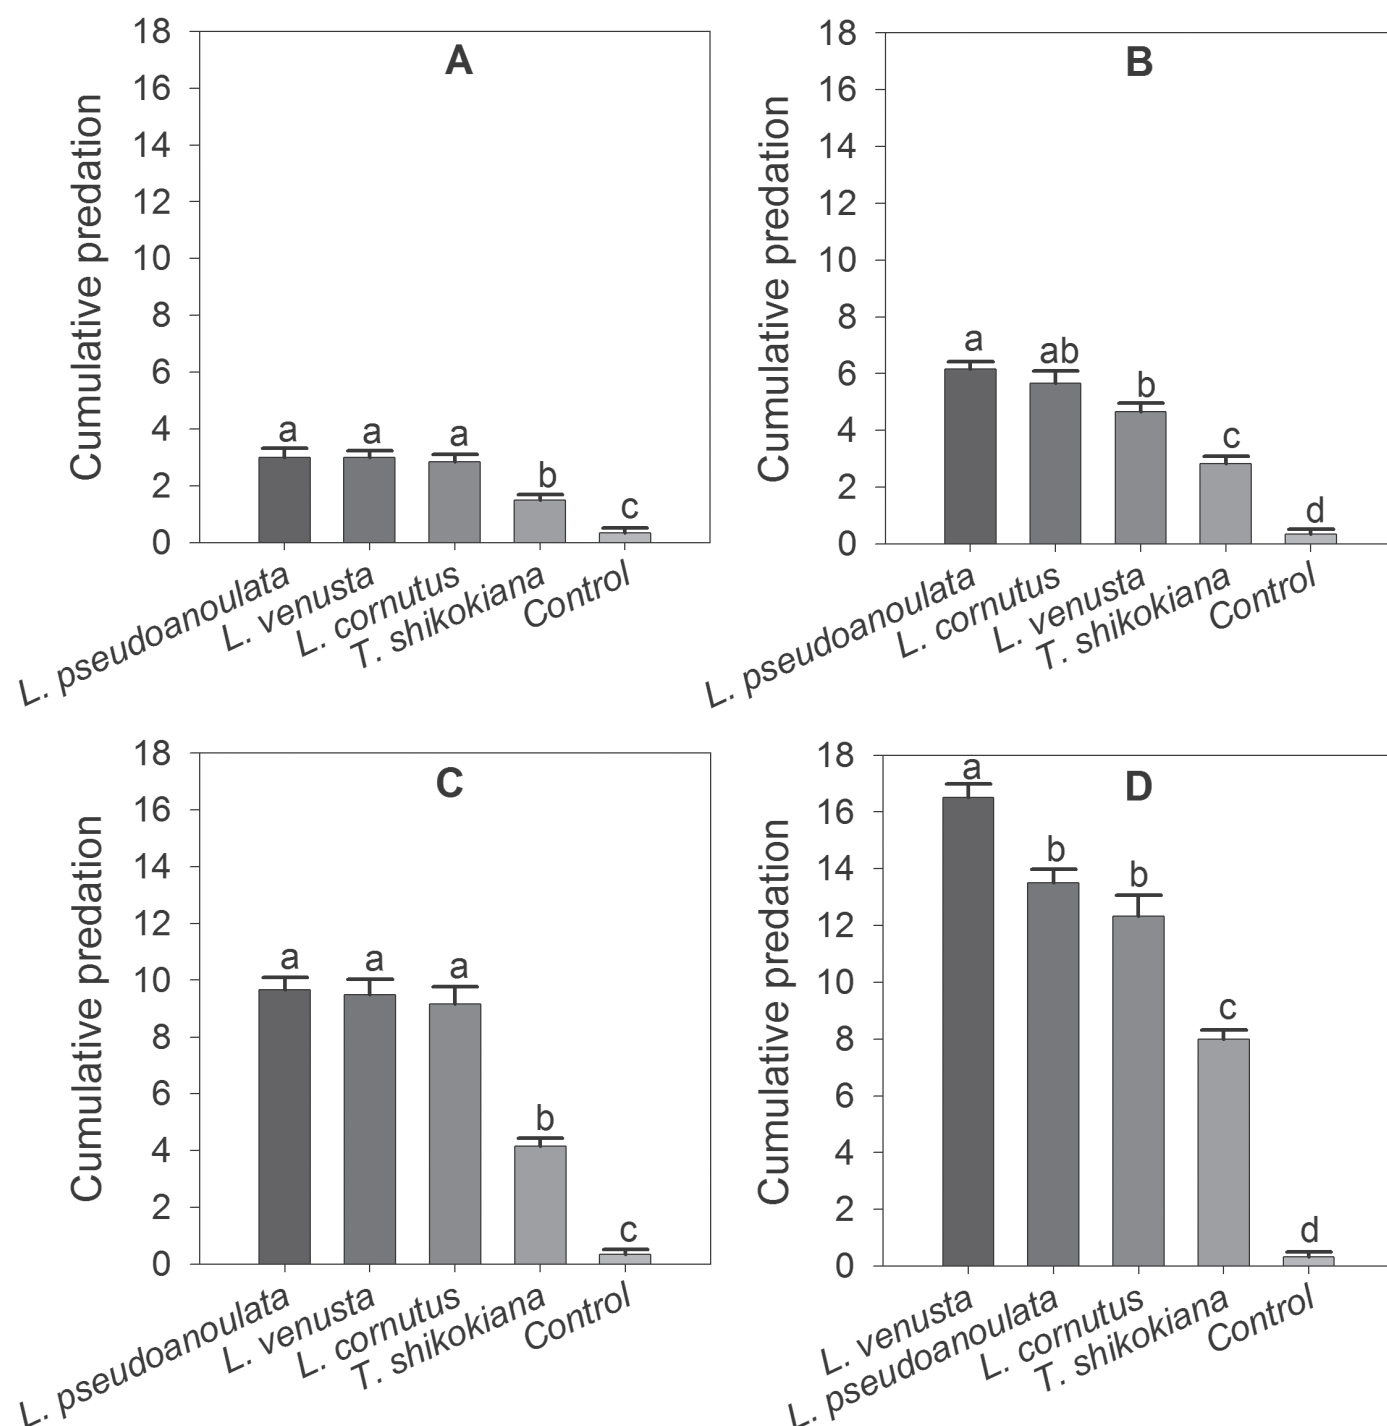 A
Cumulative predation
18
16
14
12
10
8
6
4
2
0
a
a
a
b
c
L. pseudoanoulata
L. venusta
L. cornutus
T. shikokiana
Control
B
Cumulative predation
18
16
14
12
10
8
6
4
2
0
a
ab
b
c
d
L. pseudoanoulata
L. cornutus
L. venusta
T. shikokiana
Control
C
Cumulative predation
18
16
14
12
10
8
6
4
2
0
a
a
a
b
c
L. pseudoanoulata
L. venusta
L. cornutus
T. shikokiana
Control
D
Cumulative predation
18
16
14
12
10
8
6
4
2
0
a
b
b
c
d
L. venusta
L. pseudoanoulata
L. cornutus
T. shikokiana
Control